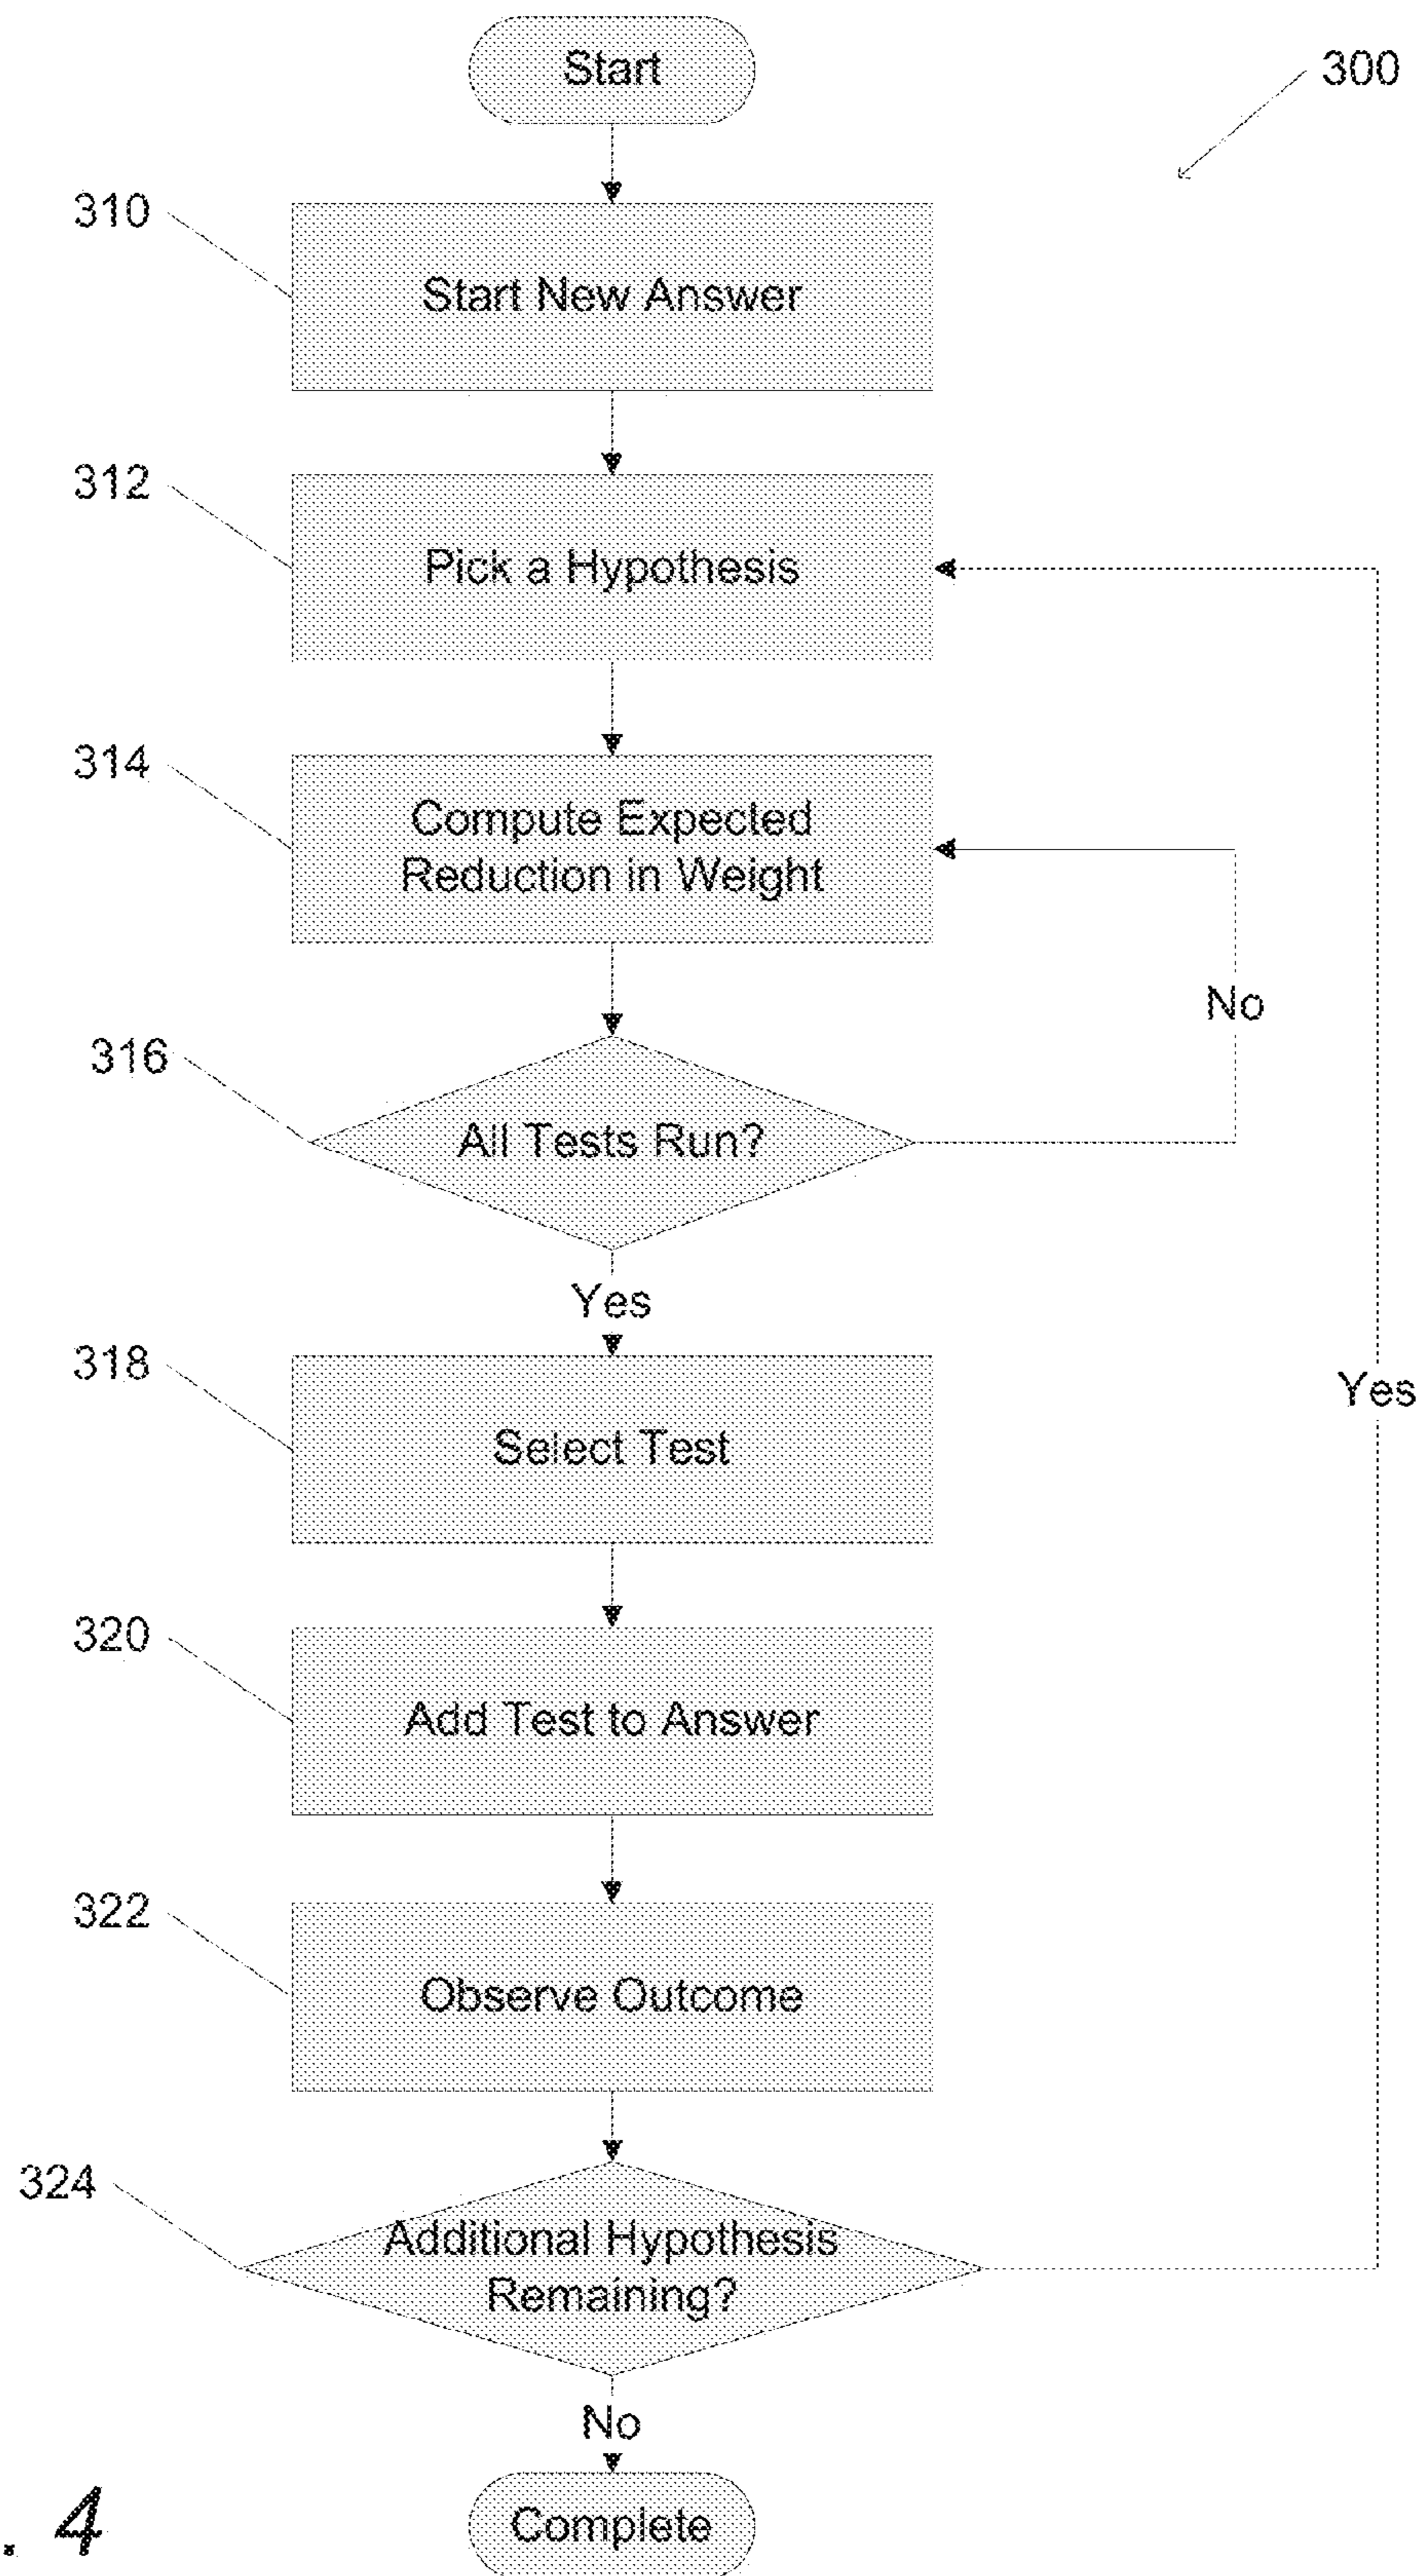 Start
300
310
Start New Answer
312
Pick a Hypothesis
314
Compute Expected
Reduction in Weight
No
316
All Tests Run?
Yes
318
Select Test
Yes
320
Add Test to Answer
322
Observe Outcome
324
Additional Hypothesis
Remaining?
No
Complete
. 4